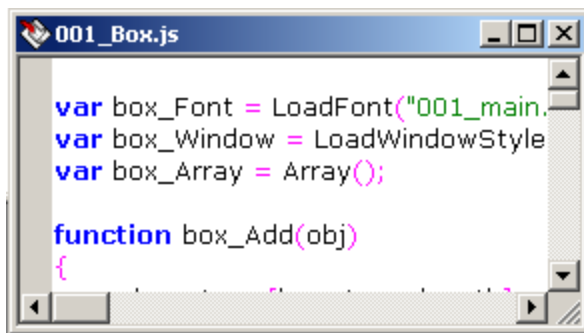 001_Box.js
var box_Font = LoadFont("001_main.
var box_Window = LoadWindowStyle
var box_Array = Array();
function box_Add(obj)
{